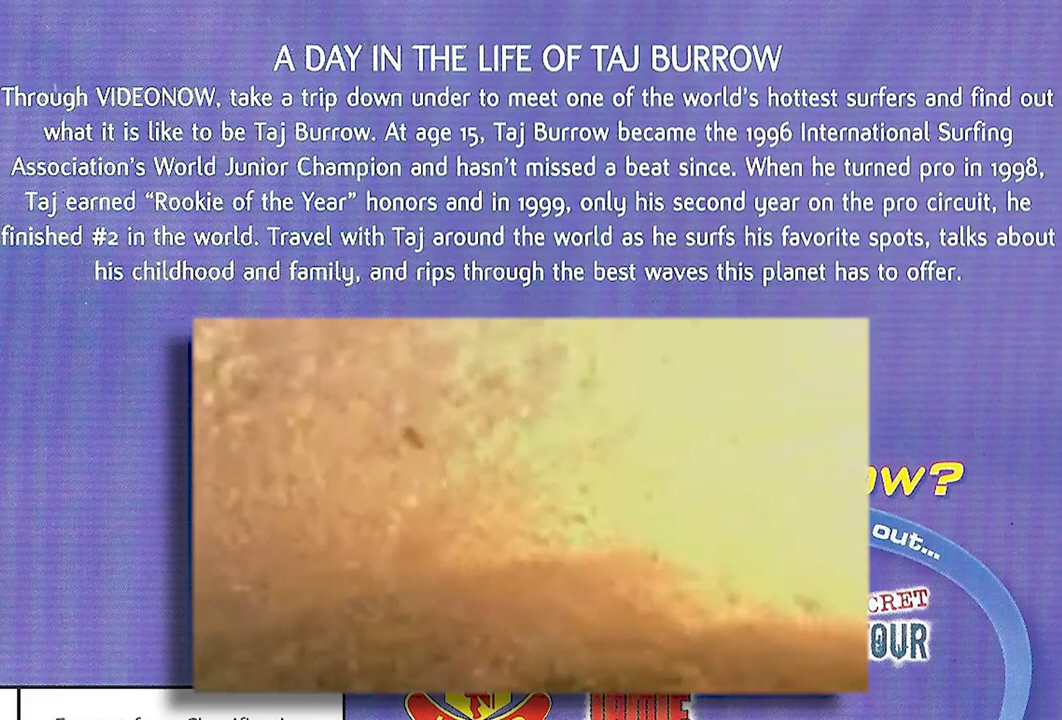 A DAY IN THE LIFE OF TAJ BURROW
Through VIDEONOW, take a trip down under to meet one of the world's hottest surfers and find out
what it is like to be Taj Burrow. At age 15, Taj Burrow became the 1996 International Surfing
Association's World Junior Champion and hasn't missed a beat since. When he turned pro in 1998,
Taj earned "Rookie of the Year" honors and in 1999, only his second year on the pro circuit, he
finished #2 in the world. Travel with Taj around the world as he surfs his favorite spots, talks about
his childhood and family, and rips through the best waves this planet has to offer.
OW?
out...
CRET
OUR